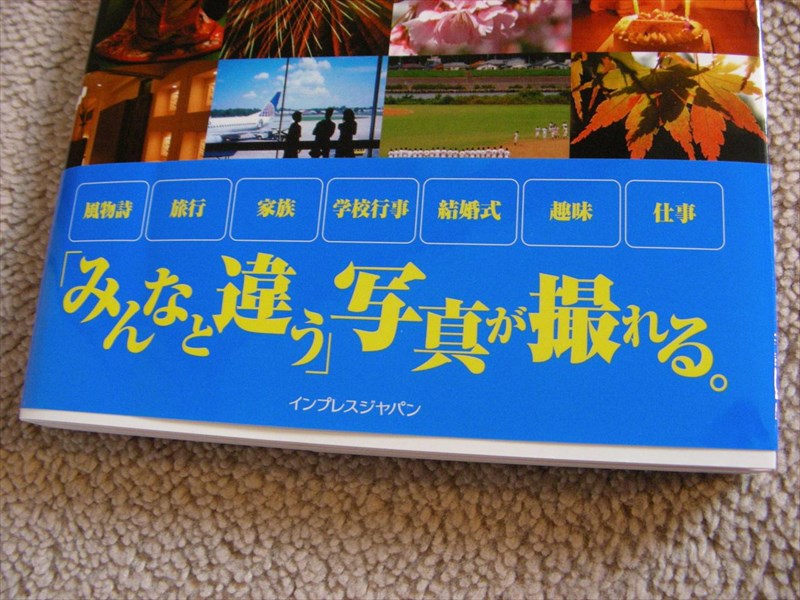 風物詩 旅行 家族 学校行事 結婚式 趣味 仕事
「みんなと違う」写真が撮れる。
インプレスジャパン